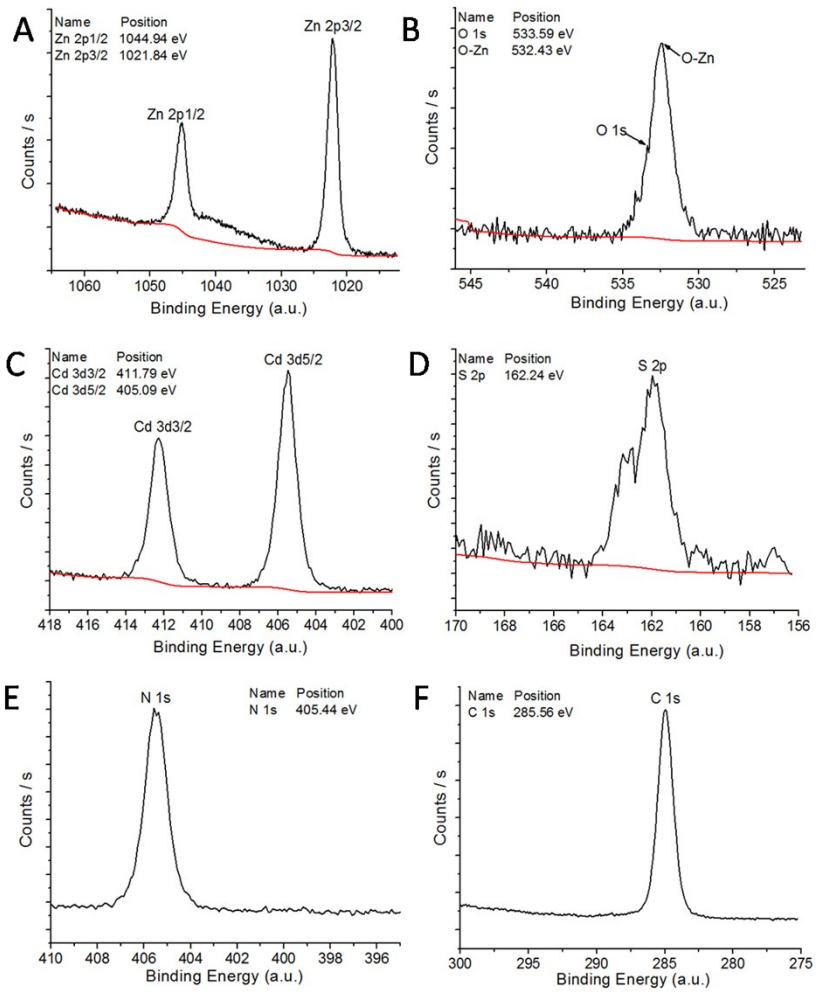 A
Name Position
Zn 2p1/2 1044.94 eV
Zn 2p3/2 1021.84 eV
Zn 2p3/2
Zn 2p1/2
Counts / s
1060 1050 1040 1030 1020
Binding Energy (a.u.)
B
Name Position
O 1s 533.59 eV
O-Zn 532.43 eV
O-Zn
O 1s
Counts / s
545 540 535 530 525
Binding Energy (a.u.)
C
Name Position
Cd 3d3/2 411.79 eV
Cd 3d5/2 405.09 eV
Cd 3d5/2
Cd 3d3/2
Counts / s
418 416 414 412 410 408 406 404 402 400
Binding Energy (a.u.)
D
Name Position
S 2p 162.24 eV
S 2p
Counts / s
170 168 166 164 162 160 158 156
Binding Energy (a.u.)
E
N 1s
Name Position
N 1s 405.44 eV
Counts / s
410 408 406 404 402 400 398 396
Binding Energy (a.u.)
F
Name Position
C 1s 285.56 eV
C 1s
Counts / s
300 295 290 285 280 275
Binding Energy (a.u.)